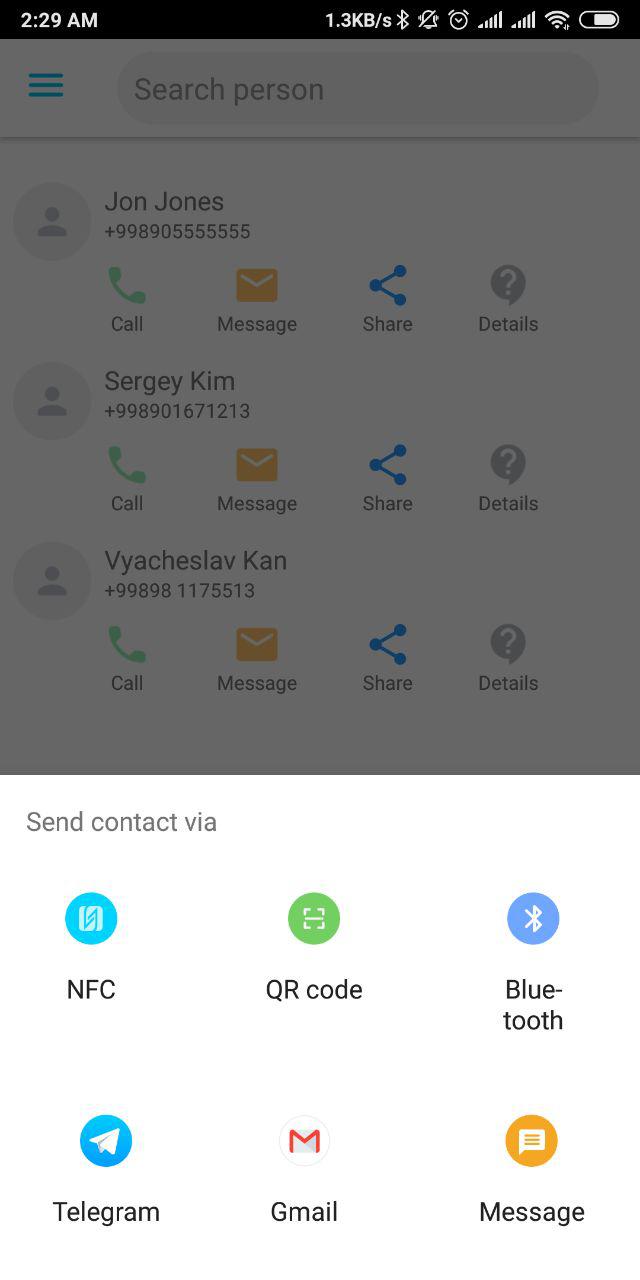 2:29 AM 1.3KB/s
Search person
Jon Jones
+998905555555
Call Message Share Details
Sergey Kim
+998901671213
Call Message Share Details
Vyacheslav Kan
+99898 1175513
Call Message Share Details
Send contact via
NFC QR code Blue-
tooth
Telegram Gmail Message